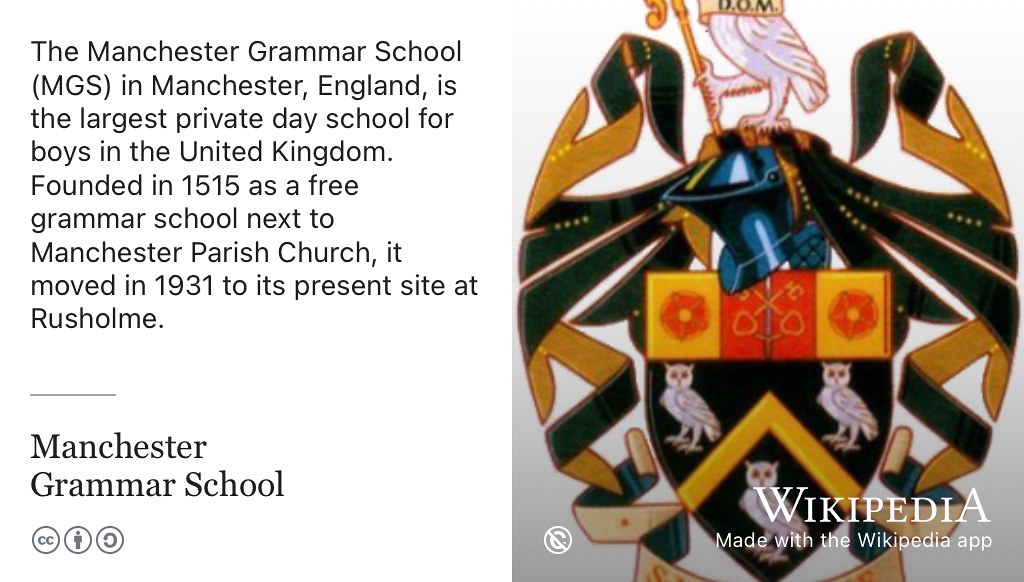 The Manchester Grammar School
(MGS) in Manchester, England, is
the largest private day school for
boys in the United Kingdom.
Founded in 1515 as a free
grammar school next to
Manchester Parish Church, it
moved in 1931 to its present site at
Rusholme.
Manchester
Grammar School
cc
D.O.M.
WIKIPEDIA
Made with the Wikipedia app